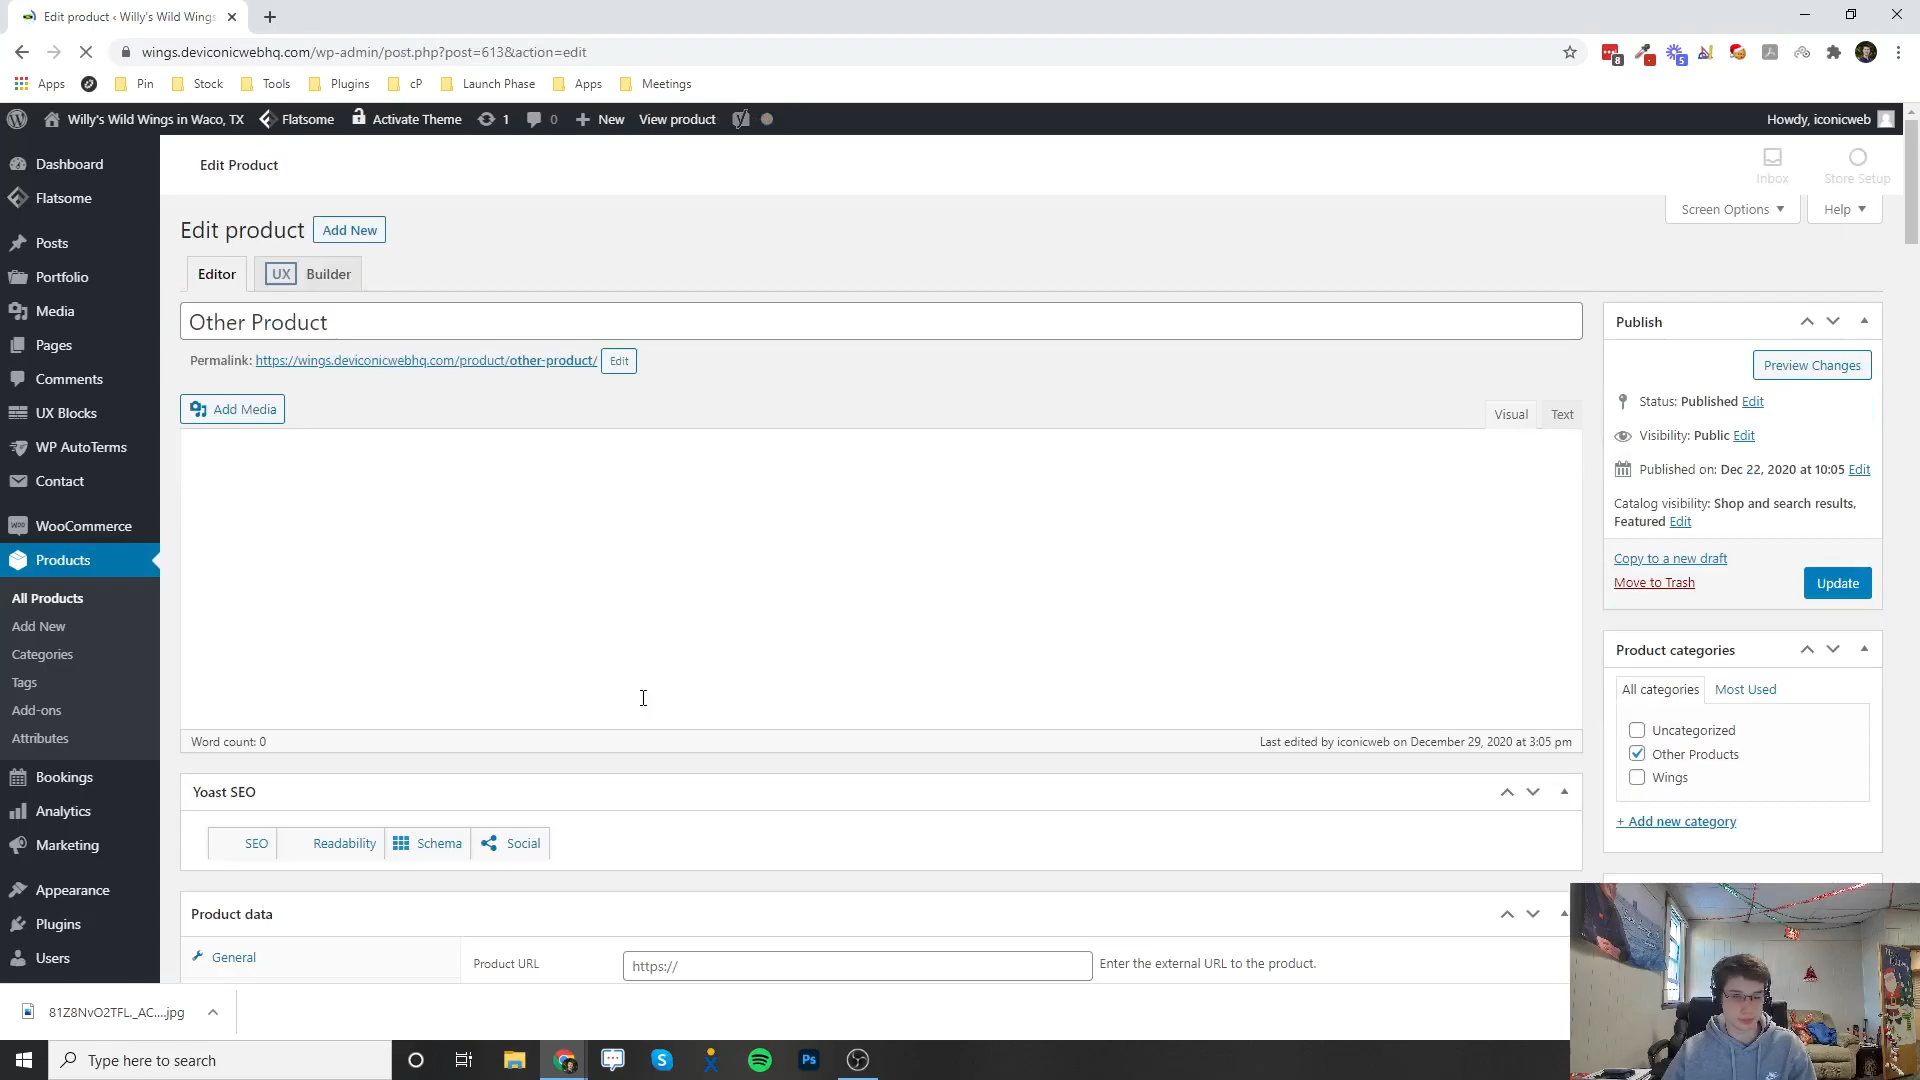 Edit product ‹ Willy's Wild Wings
wings.deviconicwebhq.com/wp-admin/post.php?post=613&action=edit
8
5
Apps
Pin
Stock
Tools
Plugins
cP
Launch Phase
Apps
Meetings
Willy's Wild Wings in Waco, TX
Flatsome
Activate Theme
1
0
New
View product
Howdy, iconicweb
Dashboard
Flatsome
Posts
Portfolio
Media
Pages
Comments
UX Blocks
WP AutoTerms
Contact
WooCommerce
Products
All Products
Add New
Categories
Tags
Add-ons
Attributes
Bookings
Analytics
Marketing
Appearance
Plugins
Users
Edit Product
Inbox
Store Setup
Screen Options
Help
Edit product
Add New
Editor
UX Builder
Other Product
Permalink: https://wings.deviconicwebhq.com/product/other-product/ Edit
Add Media
Visual
Text
Word count: 0
Last edited by iconicweb on December 29, 2020 at 3:05 pm
Yoast SEO
SEO
Readability
Schema
Social
Product data
General
Product URL
https://
Enter the external URL to the product.
Publish
Preview Changes
Status: Published Edit
Visibility: Public Edit
Published on: Dec 22, 2020 at 10:05 Edit
Catalog visibility: Shop and search results,
Featured Edit
Copy to a new draft
Move to Trash
Update
Product categories
All categories
Most Used
Uncategorized
Other Products
Wings
+ Add new category
81Z8NvO2TFL._AC....jpg
Type here to search
Ps